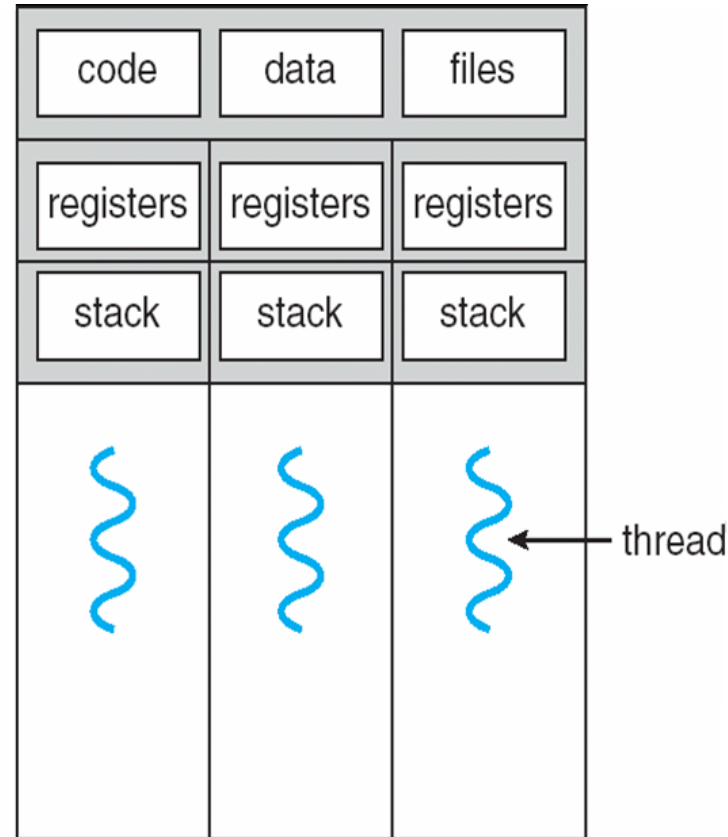 code data files
registers registers registers
stack stack stack
thread